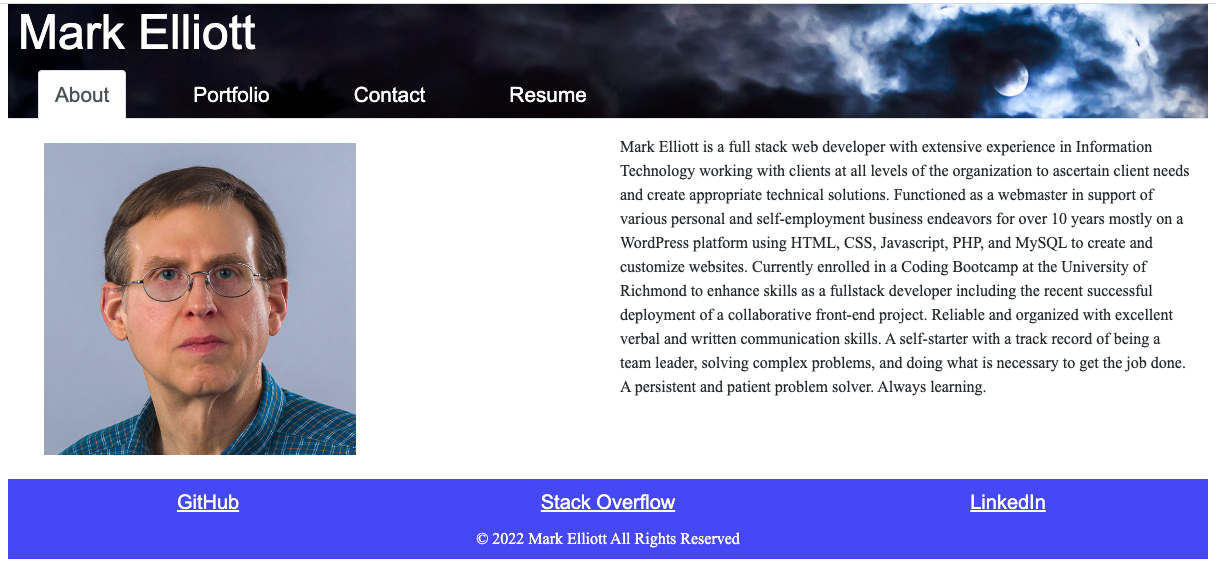 Mark Elliott
About Portfolio Contact Resume
Mark Elliott is a full stack web developer with extensive experience in Information
Technology working with clients at all levels of the organization to ascertain client needs
and create appropriate technical solutions. Functioned as a webmaster in support of
various personal and self-employment business endeavors for over 10 years mostly on a
WordPress platform using HTML, CSS, Javascript, PHP, and MySQL to create and
customize websites. Currently enrolled in a Coding Bootcamp at the University of
Richmond to enhance skills as a fullstack developer including the recent successful
deployment of a collaborative front-end project. Reliable and organized with excellent
verbal and written communication skills. A self-starter with a track record of being a
team leader, solving complex problems, and doing what is necessary to get the job done.
A persistent and patient problem solver. Always learning.
GitHub Stack Overflow LinkedIn
© 2022 Mark Elliott All Rights Reserved